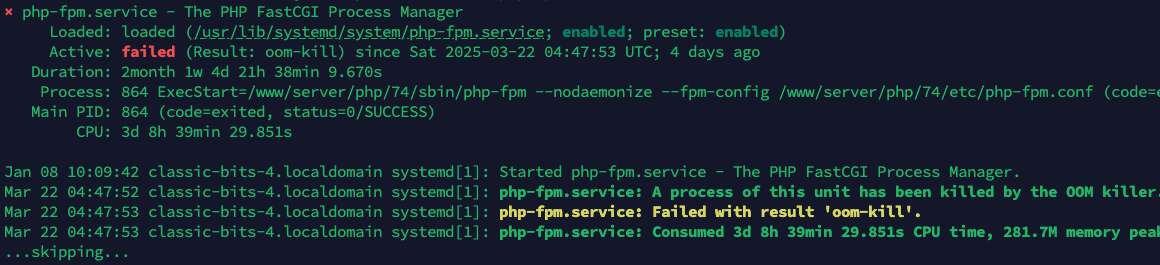 × php-fpm.service - The PHP FastCGI Process Manager
Loaded: loaded (/usr/lib/systemd/system/php-fpm.service; enabled; preset: enabled)
Active: failed (Result: oom-kill) since Sat 2025-03-22 04:47:53 UTC; 4 days ago
Duration: 2month 1w 4d 21h 38min 9.670s
Process: 864 ExecStart=/www/server/php/74/sbin/php-fpm --nodaemonize --fpm-config /www/server/php/74/etc/php-fpm.conf (code=e
Main PID: 864 (code=exited, status=0/SUCCESS)
CPU: 3d 8h 39min 29.851s
Jan 08 10:09:42 classic-bits-4.localdomain systemd[1]: Started php-fpm.service - The PHP FastCGI Process Manager.
Mar 22 04:47:52 classic-bits-4.localdomain systemd[1]: php-fpm.service: A process of this unit has been killed by the OOM killer.
Mar 22 04:47:53 classic-bits-4.localdomain systemd[1]: php-fpm.service: Failed with result 'oom-kill'.
Mar 22 04:47:53 classic-bits-4.localdomain systemd[1]: php-fpm.service: Consumed 3d 8h 39min 29.851s CPU time, 281.7M memory peak
...skipping...